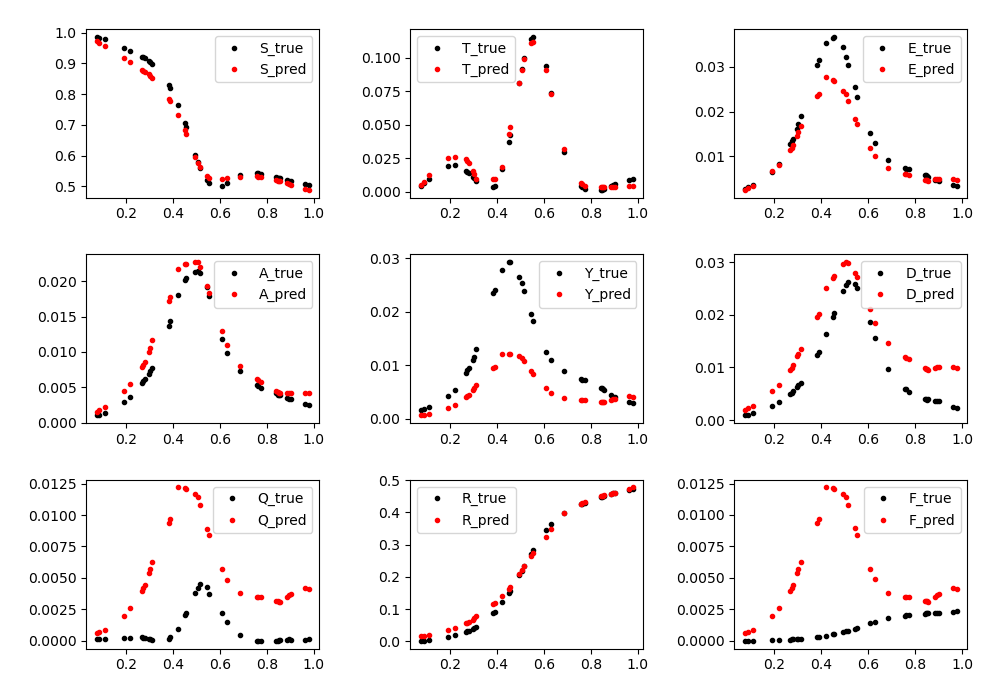 1.0
0.9
0.8
0.7
0.6
0.5
0.2 0.4 0.6 0.8 1.0
S_true
S_pred
0.100
0.075
0.050
0.025
0.000
0.2 0.4 0.6 0.8 1.0
T_true
T_pred
0.03
0.02
0.01
0.2 0.4 0.6 0.8 1.0
E_true
E_pred
0.020
0.015
0.010
0.005
0.000
0.2 0.4 0.6 0.8 1.0
A_true
A_pred
0.03
0.02
0.01
0.00
0.2 0.4 0.6 0.8 1.0
Y_true
Y_pred
0.03
0.02
0.01
0.00
0.2 0.4 0.6 0.8 1.0
D_true
D_pred
0.0125
0.0100
0.0075
0.0050
0.0025
0.0000
0.2 0.4 0.6 0.8 1.0
Q_true
Q_pred
0.5
0.4
0.3
0.2
0.1
0.0
0.2 0.4 0.6 0.8 1.0
R_true
R_pred
0.0125
0.0100
0.0075
0.0050
0.0025
0.0000
0.2 0.4 0.6 0.8 1.0
F_true
F_pred